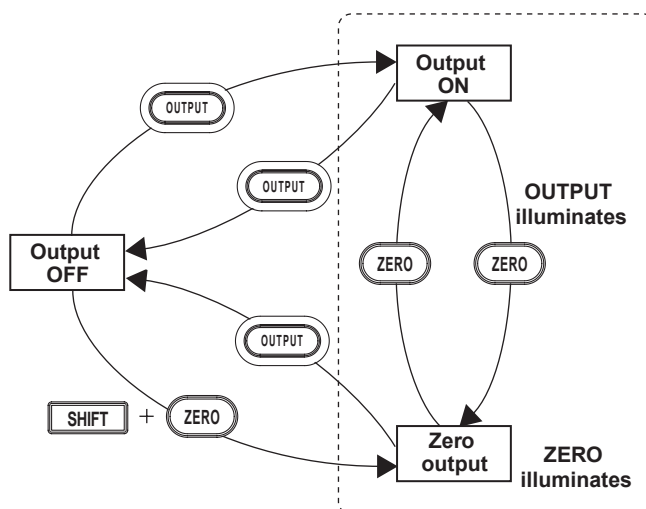 Output
ON
OUTPUT
OUTPUT
OUTPUT
illuminates
Output
OFF
ZERO
ZERO
OUTPUT
SHIFT + ZERO
Zero
output
ZERO
illuminates